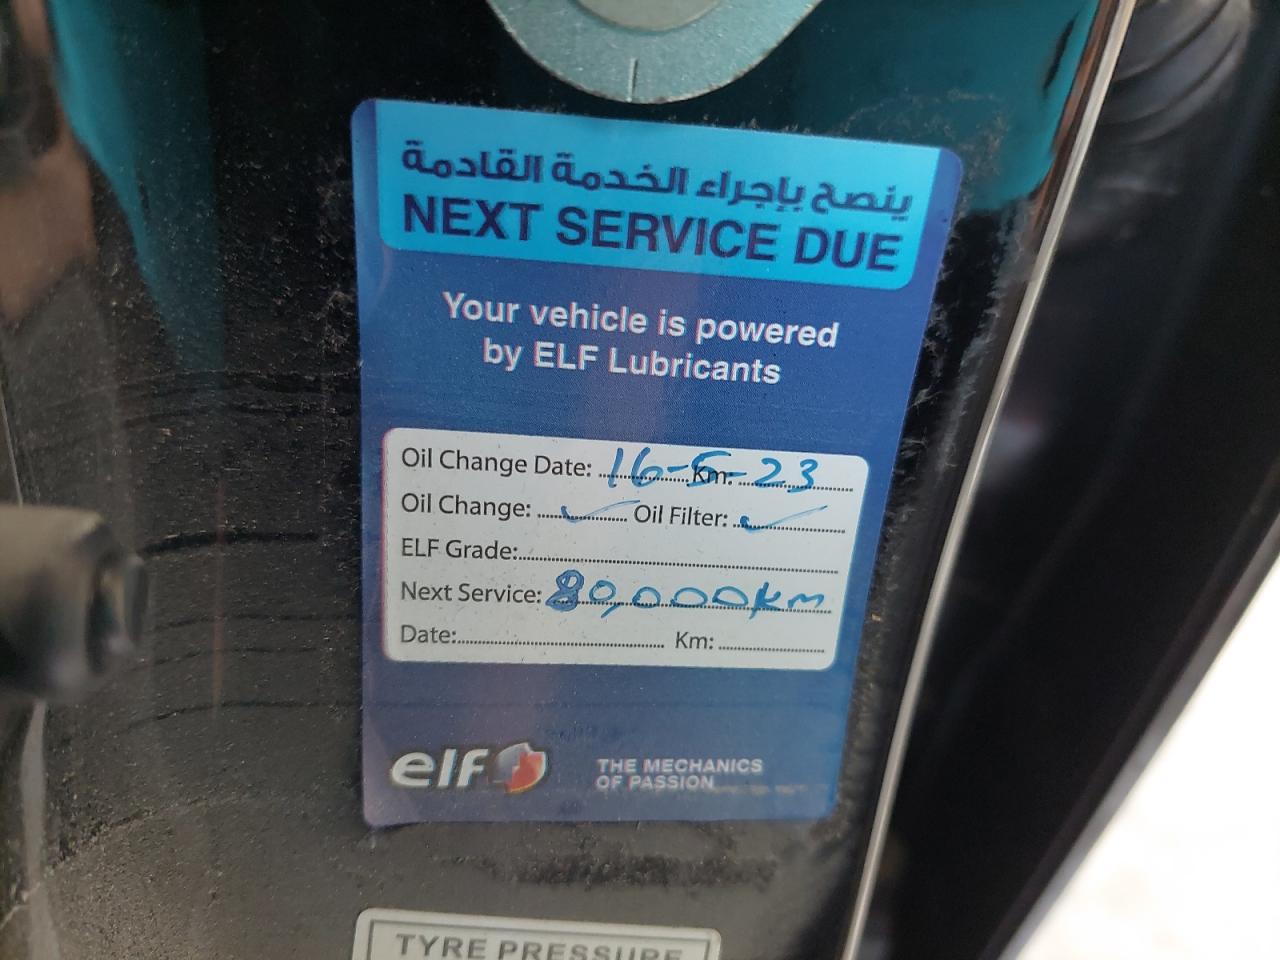 ينصح بإجراء الخدمة القادمة
NEXT SERVICE DUE
Your vehicle is powered
by ELF Lubricants
Oil Change Date: 16-5-23 Km:
Oil Change: ✓ Oil Filter: ✓
ELF Grade:
Next Service: 80,000km
Date: Km:
elf THE MECHANICS
OF PASSION
TYRE PRESSURE